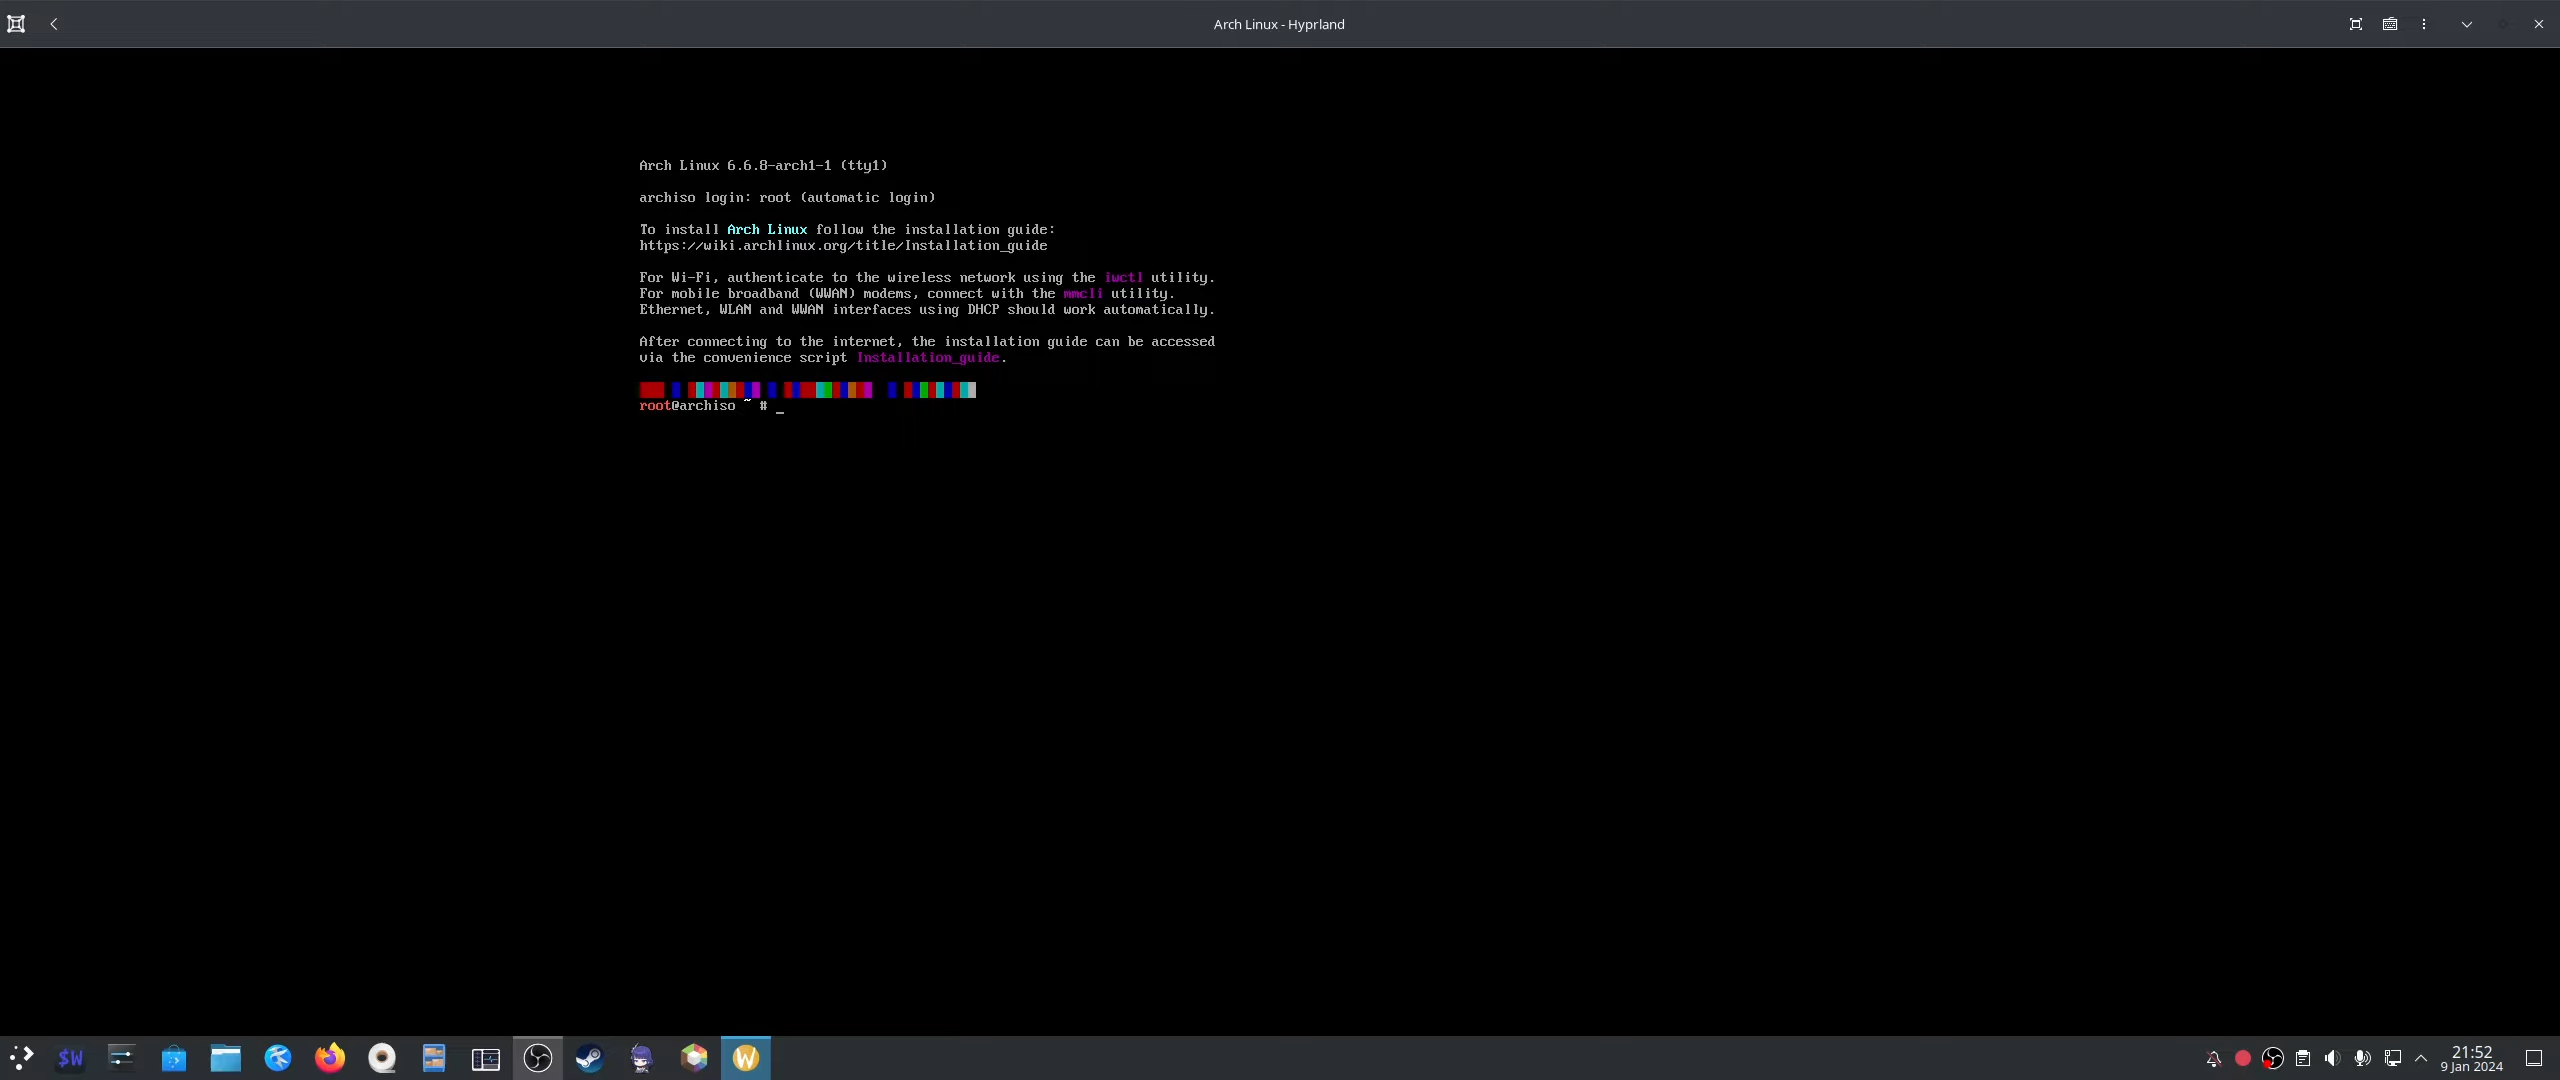 Arch Linux - Hyprland
Arch Linux 6.6.8-arch1-1 (tty1)
archiso login: root (automatic login)
To install Arch Linux follow the installation guide:
https://wiki.archlinux.org/title/Installation_guide
For Wi-Fi, authenticate to the wireless network using the iwctl utility.
For mobile broadband (WWAN) modems, connect with the mmcli utility.
Ethernet, WLAN and WWAN interfaces using DHCP should work automatically.
After connecting to the internet, the installation guide can be accessed
via the convenience script Installation_guide.
root@archiso ~ # _
$W
W
21:52
9 Jan 2024